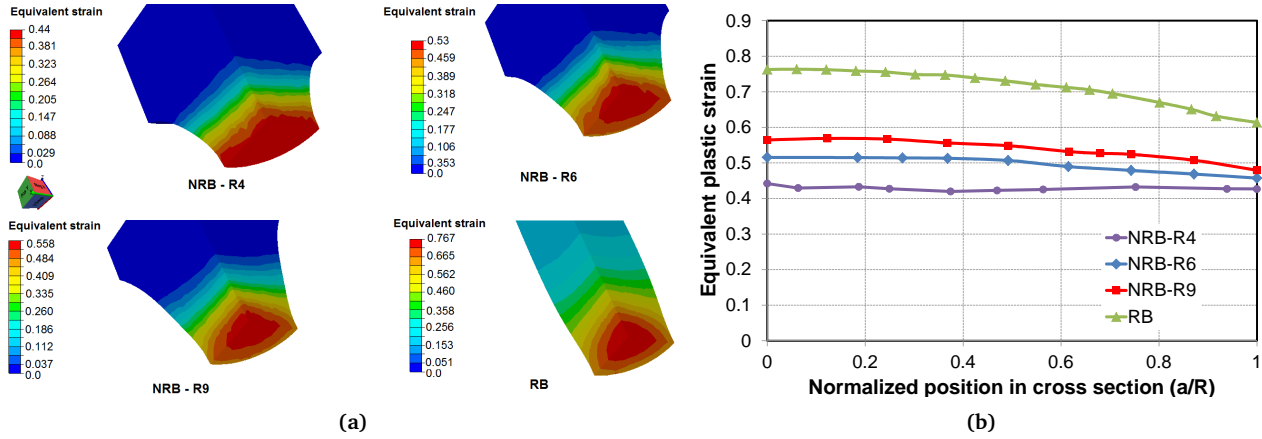 Equivalent strain
0.44
0.381
0.323
0.264
0.205
0.147
0.088
0.029
0.0
NRB - R4
Equivalent strain
0.53
0.459
0.389
0.318
0.247
0.177
0.106
0.353
0.0
NRB - R6
Equivalent strain
0.558
0.484
0.409
0.335
0.260
0.186
0.112
0.037
0.0
NRB - R9
Equivalent strain
0.767
0.665
0.562
0.460
0.358
0.256
0.153
0.051
0.0
RB
(a)
Equivalent plastic strain
0.9
0.8
0.7
0.6
0.5
0.4
0.3
0.2
0.1
0
NRB-R4
NRB-R6
NRB-R9
RB
0 0.2 0.4 0.6 0.8 1
Normalized position in cross section (a/R)
(b)